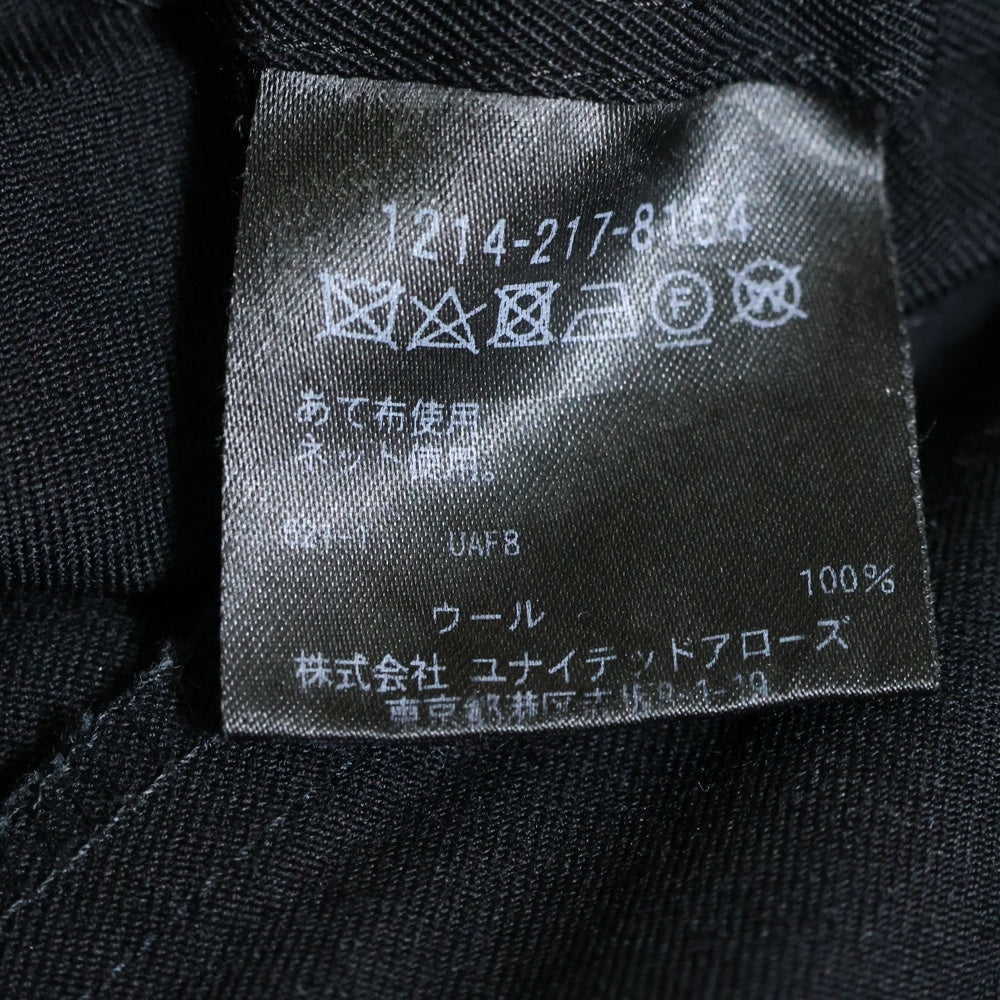 1214-217-8164
F W
あて布使用
ネット使用。
UAF8
100%
ウール
株式会社 ユナイテッドアローズ